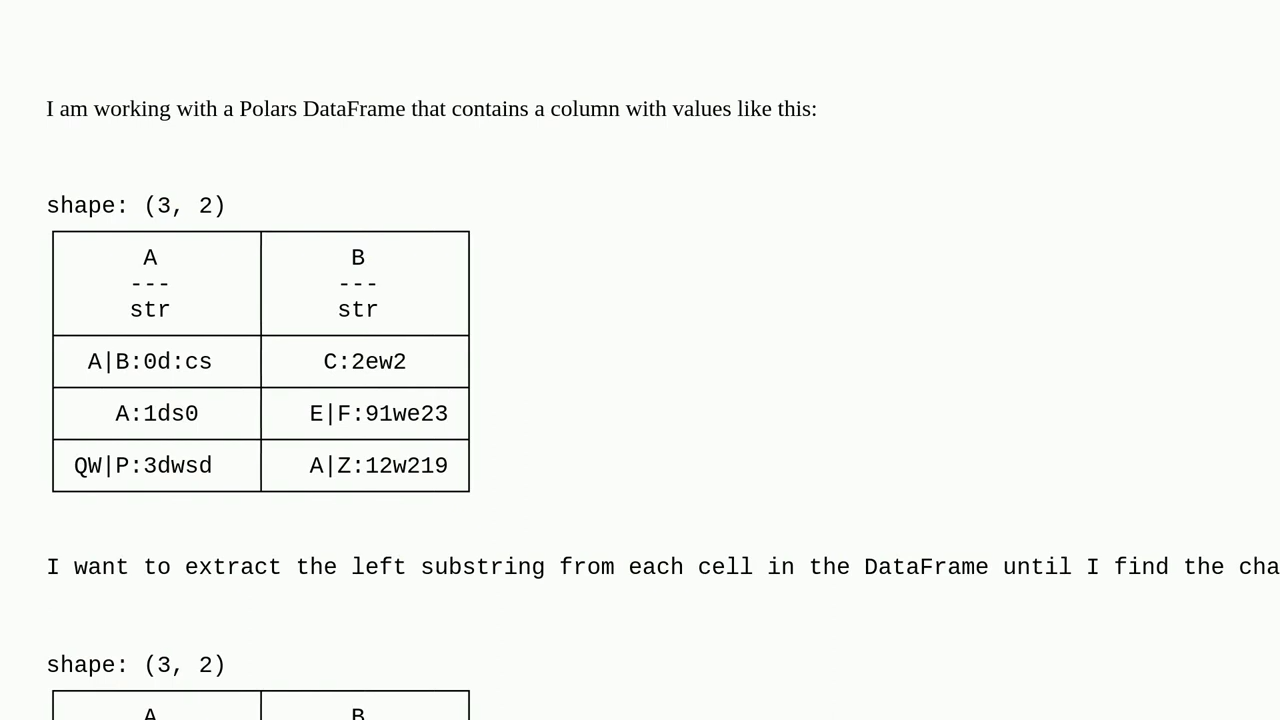 I am working with a Polars DataFrame that contains a column with values like this:
shape: (3, 2)
A B
--- ---
str str
A|B:0d:cs C:2ew2
A:1ds0 E|F:91we23
QW|P:3dwsd A|Z:12w219
I want to extract the left substring from each cell in the DataFrame until I find the cha
shape: (3, 2)
A B